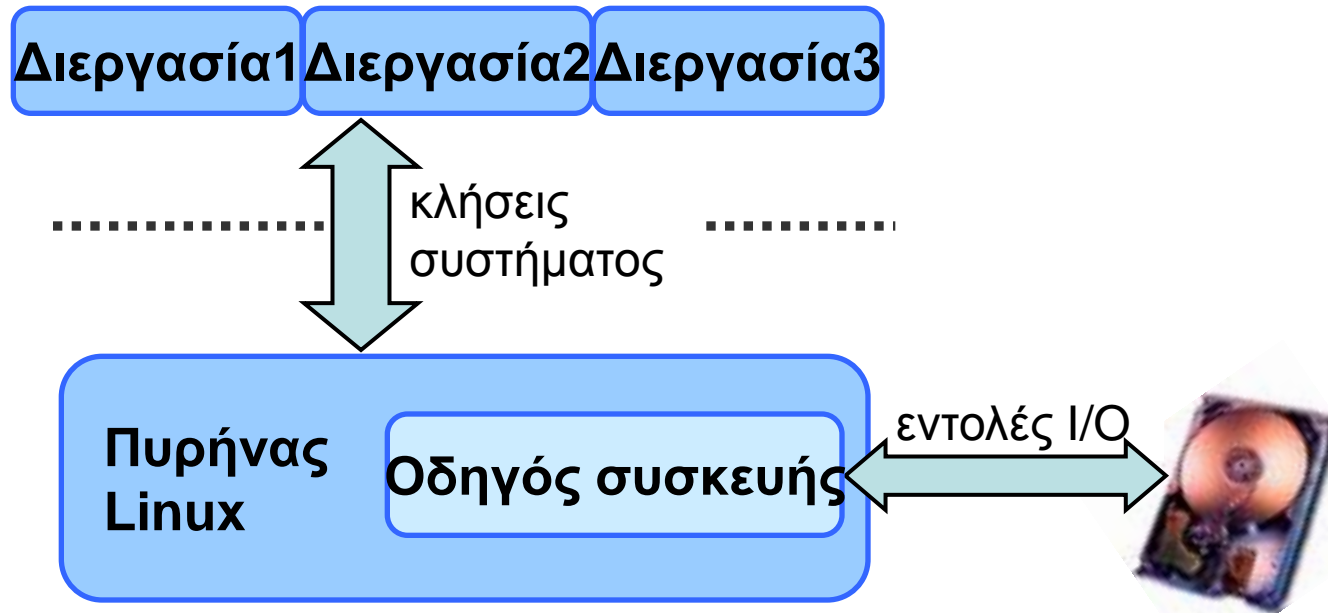 Διεργασία1 Διεργασία2 Διεργασία3
κλήσεις
συστήματος
εντολές I/O
Πυρήνας
Linux
Οδηγός συσκευής